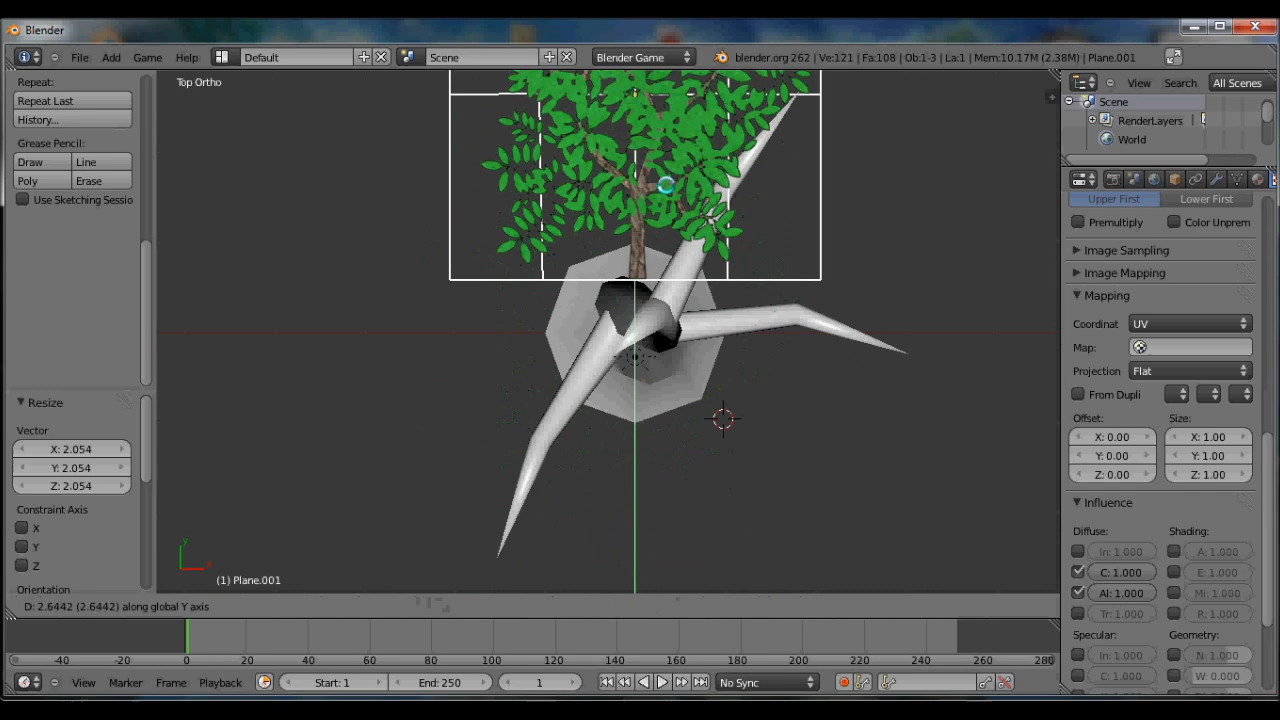 Blender
File Add Game Help Default Scene Blender Game blender.org 262 | Ve:121 | Fa:108 | Ob:1-3 | La:1 | Mem:10.17M (2.38M) | Plane.001
Repeat:
Repeat Last
History...
Grease Pencil:
Draw Line
Poly Erase
Use Sketching Sessio
Resize
Vector
X: 2.054
Y: 2.054
Z: 2.054
Constraint Axis
X
Y
Z
Orientation
Top Ortho
y
x
(1) Plane.001
D: 2.6442 (2.6442) along global Y axis
View Search All Scenes
Scene
RenderLayers |
World
Upper First Lower First
Premultiply Color Unprem
Image Sampling
Image Mapping
Mapping
Coordinat UV
Map:
Projection Flat
From Dupli
Offset: Size:
X: 0.00 X: 1.00
Y: 0.00 Y: 1.00
Z: 0.00 Z: 1.00
Influence
Diffuse: Shading:
In: 1.000 A: 1.000
C: 1.000 E: 1.000
Al: 1.000 Mi: 1.000
Tr: 1.000 R: 1.000
Specular: Geometry:
In: 1.000 N: 1.000
C: 1.000 W: 0.000
-40 -20 0 20 40 60 80 100 120 140 160 180 200 220 240 260 280
View Marker Frame Playback Start: 1 End: 250 1 No Sync